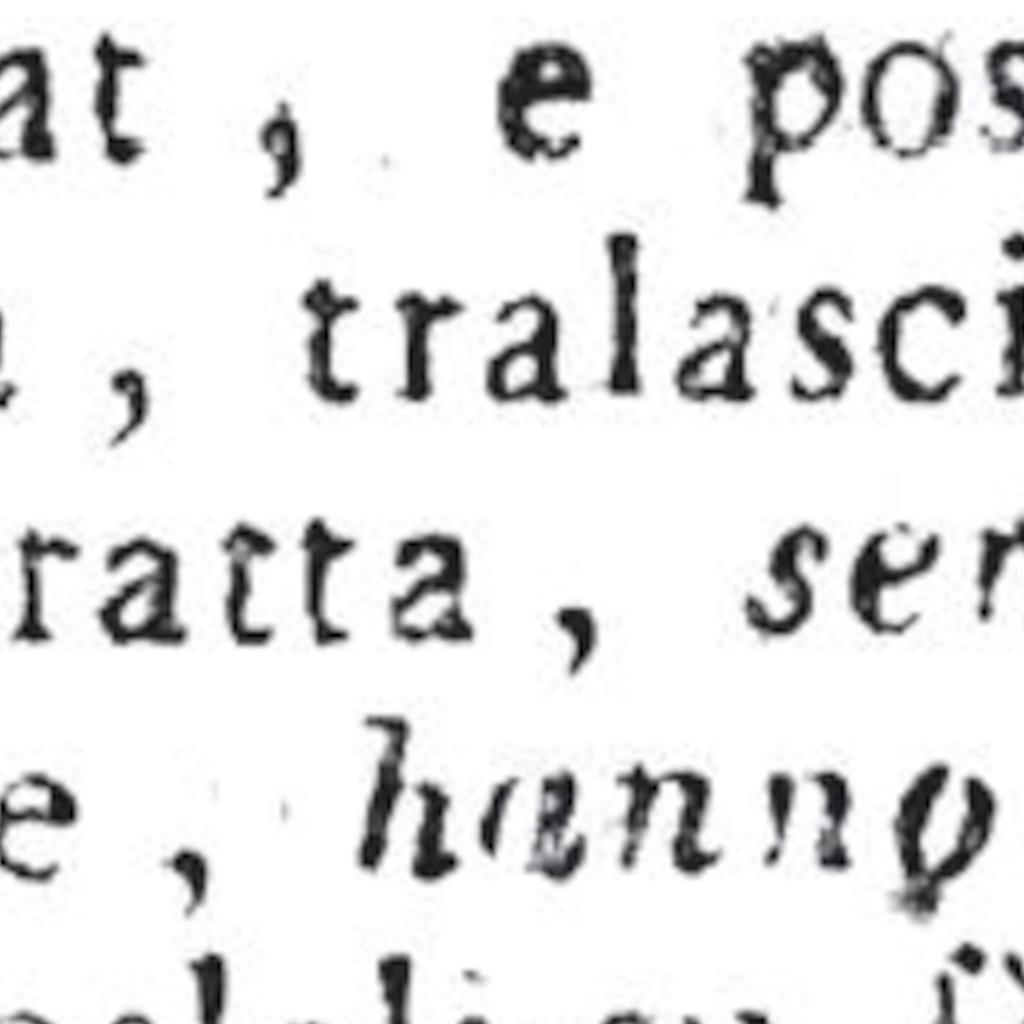 at , e pos
, tralasci
ratta , ser
e , hanno